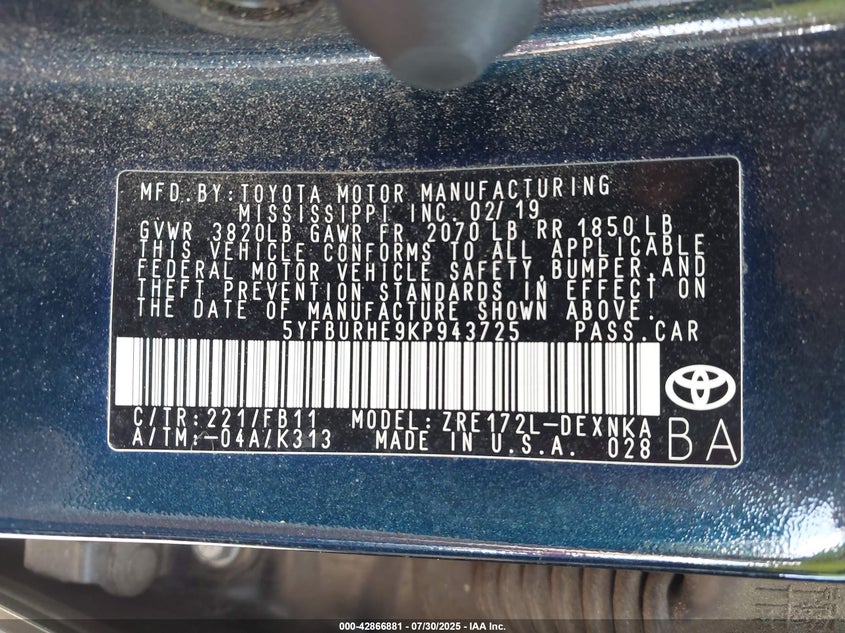 MFD.BY:TOYOTA MOTOR MANUFACTURING
MISSISSIPPI INC. 02/19
GVWR 3820LB GAWR FR 2070 LB RR 1850 LB
THIS VEHICLE CONFORMS TO ALL APPLICABLE
FEDERAL MOTOR VEHICLE SAFETY,BUMPER,AND
THEFT PREVENTION STANDARDS IN EFFECT ON
THE DATE OF MANUFACTURE SHOWN ABOVE.
5YFBURHE9KP943725 PASS.CAR
C/TR:221/FB11 MODEL:ZRE172L-DEXNKA
A/TM:-04A/K313 MADE IN U.S.A. 028 BA
000-42866881 - 07/30/2025 - IAA Inc.